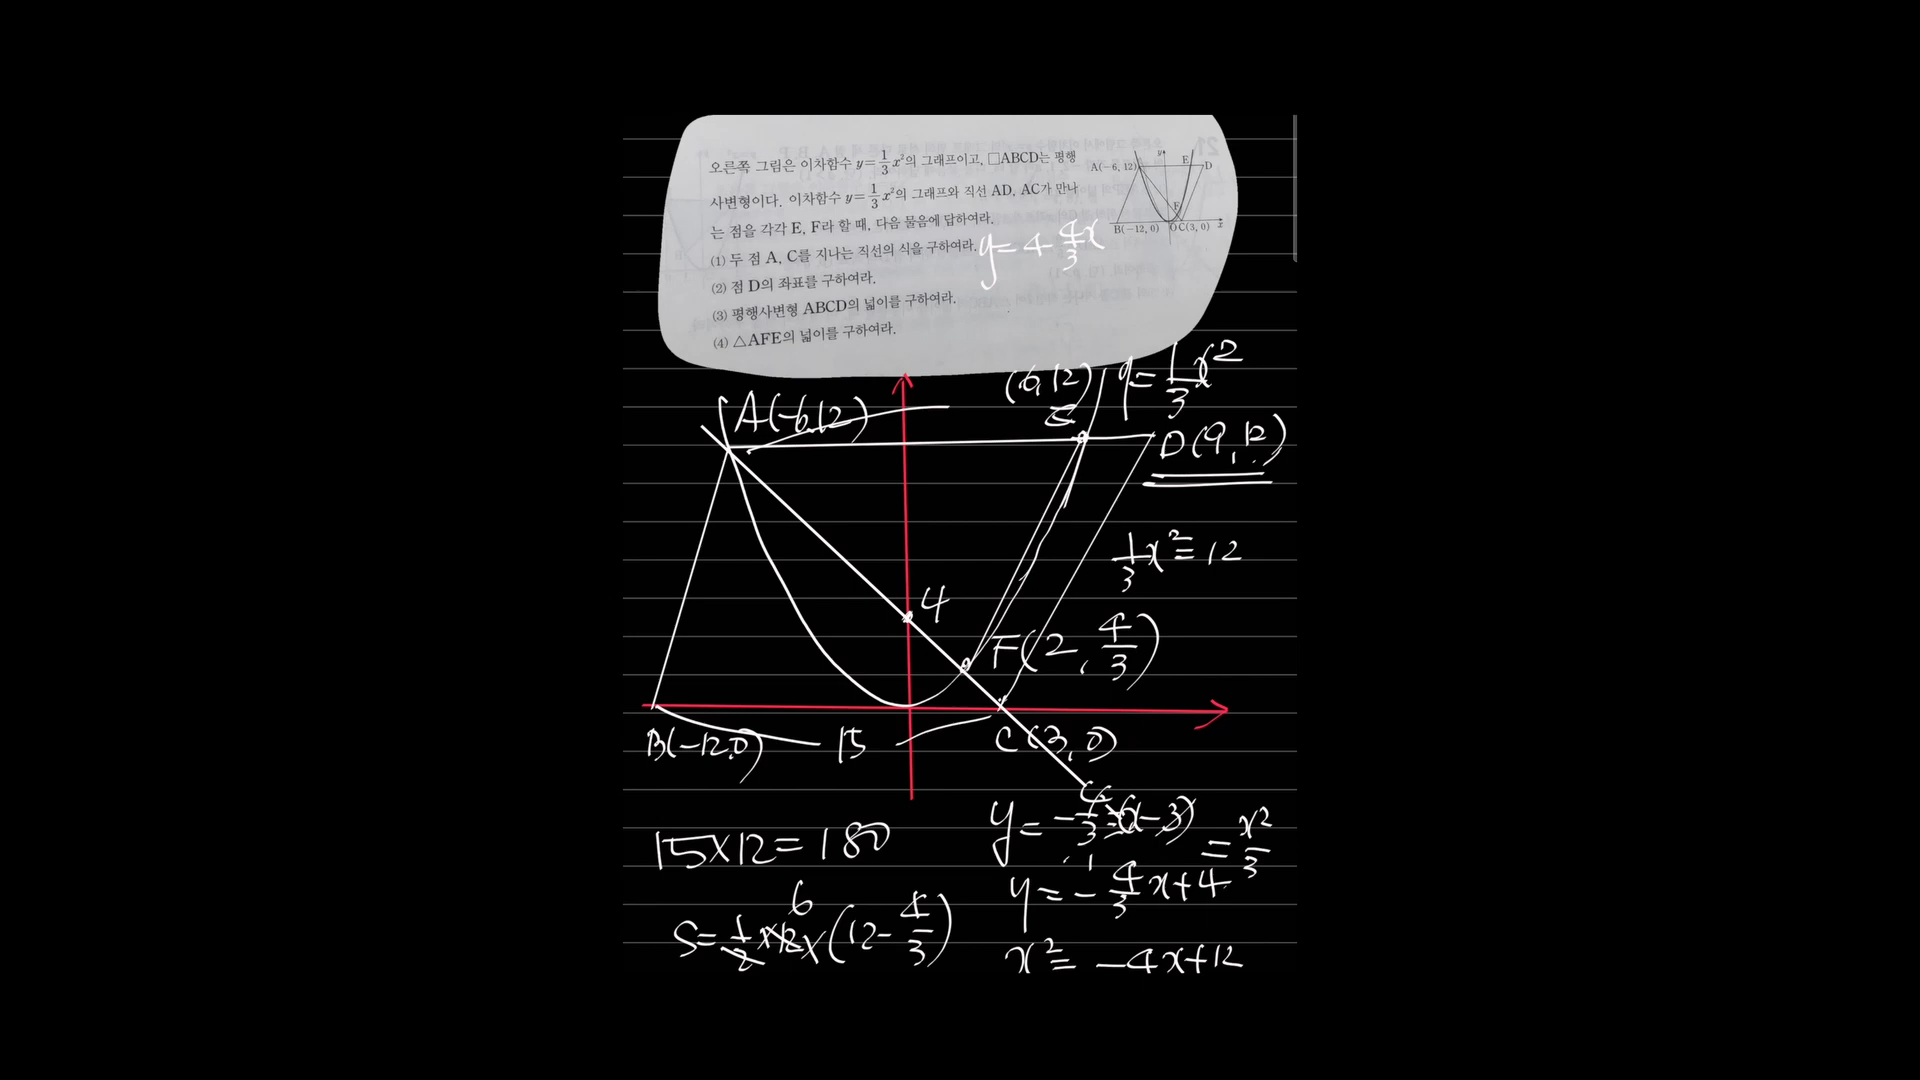 오른쪽 그림은 이차함수 y=1/3 x²의 그래프이고, □ABCD는 평행
사변형이다. 이차함수 y=1/3 x²의 그래프와 직선 AD, AC가 만나
는 점을 각각 E, F라 할 때, 다음 물음에 답하여라.
(1) 두 점 A, C를 지나는 직선의 식을 구하여라.
y=4-4/3x
(2) 점 D의 좌표를 구하여라.
(3) 평행사변형 ABCD의 넓이를 구하여라.
(4) △AFE의 넓이를 구하여라.
y
A(-6, 12)
E
D
F
B(-12, 0)
O
C(3, 0)
x
(6,12)
y=1/3x²
A(-6,12)
E
D(9,12)
1/3x²=12
4
F(2, 4/3)
B(-12,0)
15
C(3,0)
15×12=180
y=-4/3(x-3)
=x²/3
y=-4/3x+4
6
S=1/2×12×(12-4/3)
x²=-4x+12